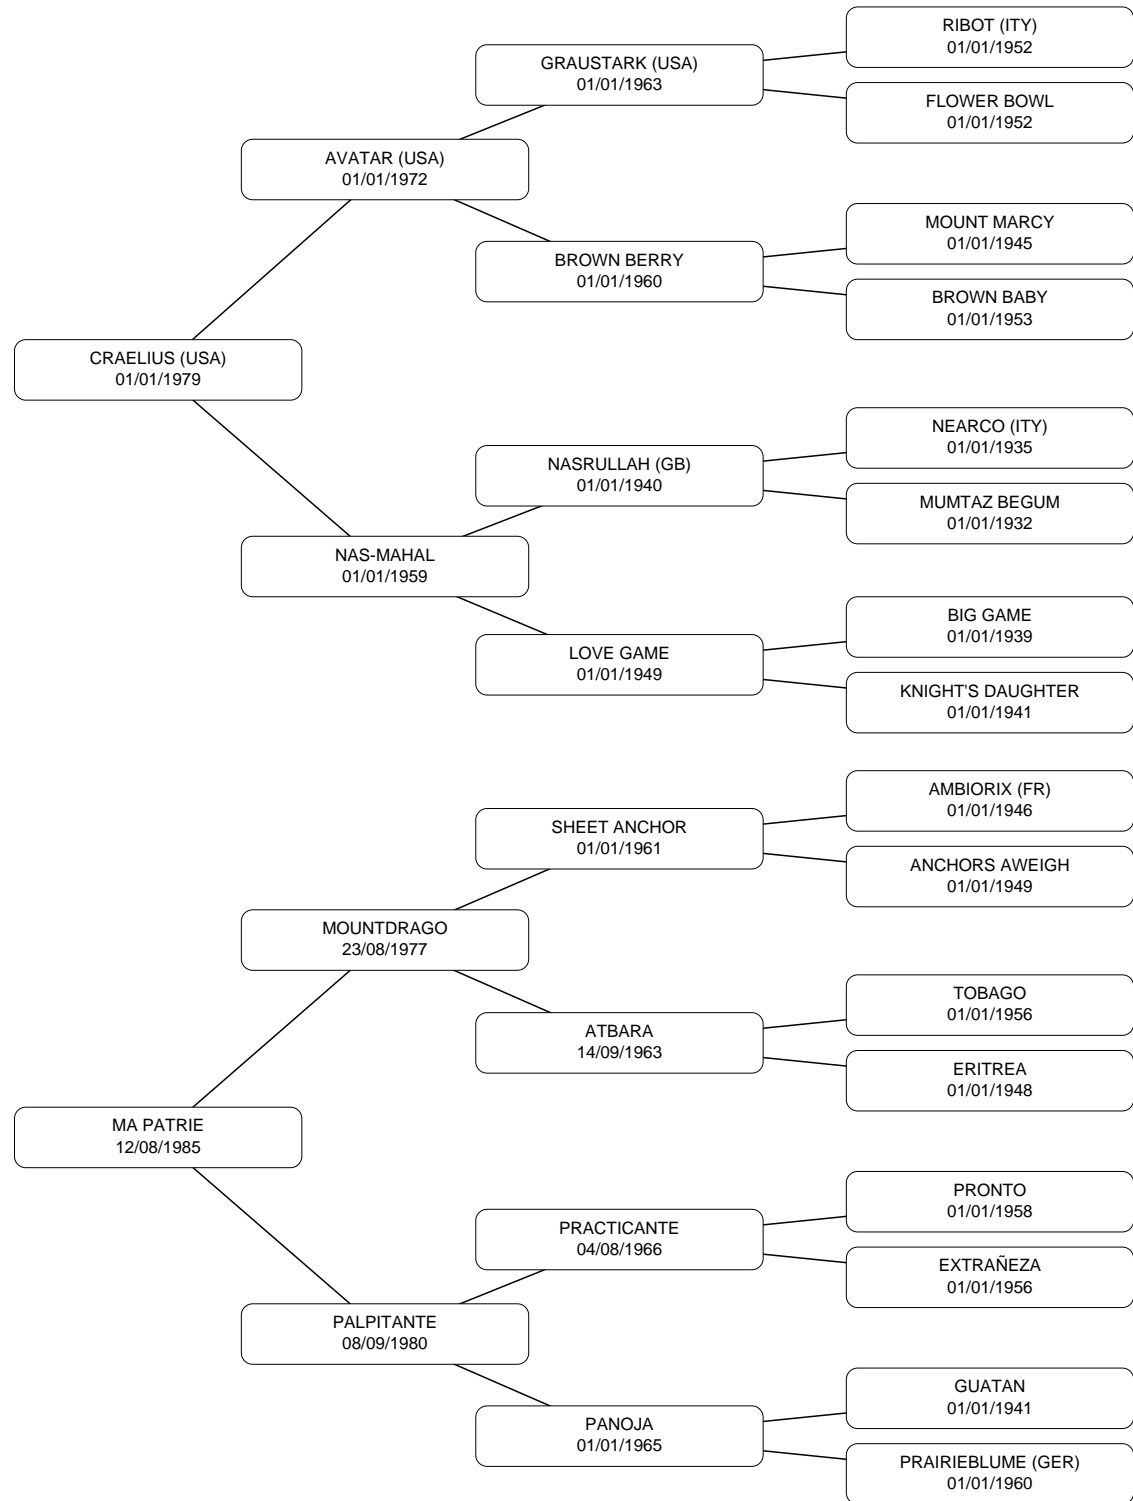 RIBOT (ITY)
01/01/1952
GRAUSTARK (USA)
01/01/1963
FLOWER BOWL
01/01/1952
AVATAR (USA)
01/01/1972
MOUNT MARCY
01/01/1945
BROWN BERRY
01/01/1960
BROWN BABY
01/01/1953
CRAELIUS (USA)
01/01/1979
NEARCO (ITY)
01/01/1935
NASRULLAH (GB)
01/01/1940
MUMTAZ BEGUM
01/01/1932
NAS-MAHAL
01/01/1959
BIG GAME
01/01/1939
LOVE GAME
01/01/1949
KNIGHT'S DAUGHTER
01/01/1941
AMBIORIX (FR)
01/01/1946
SHEET ANCHOR
01/01/1961
ANCHORS AWEIGH
01/01/1949
MOUNTDRAGO
23/08/1977
TOBAGO
01/01/1956
ATBARA
14/09/1963
ERITREA
01/01/1948
MA PATRIE
12/08/1985
PRONTO
01/01/1958
PRACTICANTE
04/08/1966
EXTRAÑEZA
01/01/1956
PALPITANTE
08/09/1980
GUATAN
01/01/1941
PANOJA
01/01/1965
PRAIRIEBLUME (GER)
01/01/1960